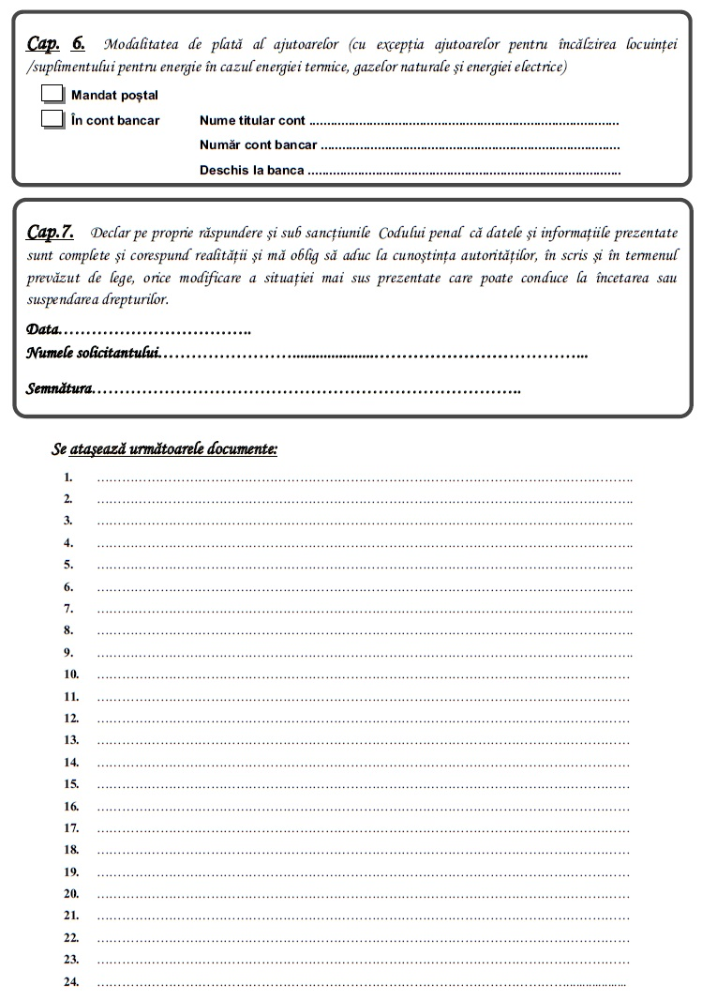 Cap. 6. Modalitatea de plată al ajutoarelor (cu excepția ajutoarelor pentru încălzirea locuinței
/suplimentului pentru energie în cazul energiei termice, gazelor naturale și energiei electrice)
Mandat poștal
În cont bancar Nume titular cont ....................................................................................
Număr cont bancar .................................................................................
Deschis la banca .....................................................................................
Cap.7. Declar pe proprie răspundere și sub sancțiunile Codului penal că datele și informațiile prezentate
sunt complete și corespund realității și mă oblig să aduc la cunoștința autorităților, în scris și în termenul
prevăzut de lege, orice modificare a situației mai sus prezentate care poate conduce la încetarea sau
suspendarea drepturilor.
Data……………………………..
Numele solicitantului……………………......................…………………………………...
Semnătura…………………………………………………………………..
Se atașează următoarele documente:
1. ………………………………………………………………………………………………..
2. ………………………………………………………………………………………………..
3. ………………………………………………………………………………………………..
4. ………………………………………………………………………………………………..
5. ………………………………………………………………………………………………..
6. ………………………………………………………………………………………………..
7. ………………………………………………………………………………………………..
8. ………………………………………………………………………………………………..
9. ………………………………………………………………………………………………..
10. ………………………………………………………………………………………………
11. ………………………………………………………………………………………………
12. ………………………………………………………………………………………………
13. ………………………………………………………………………………………………
14. ………………………………………………………………………………………………
15. ………………………………………………………………………………………………
16. ………………………………………………………………………………………………
17. ………………………………………………………………………………………………
18. ………………………………………………………………………………………………
19. ………………………………………………………………………………………………
20. ………………………………………………………………………………………………
21. ………………………………………………………………………………………………
22. ………………………………………………………………………………………………
23. ………………………………………………………………………………………………
24. …………………………………………………………………………………....................